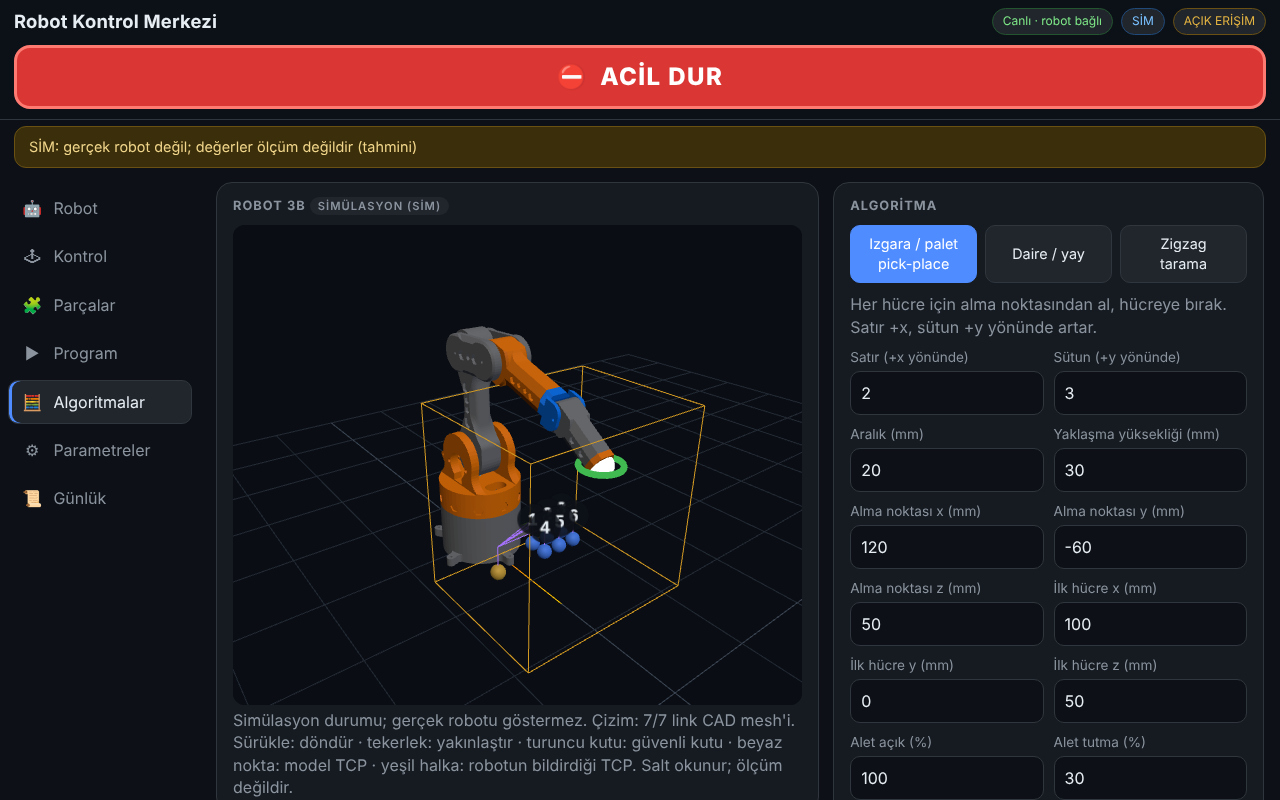 Robot Kontrol Merkezi
Canlı · robot bağlı
SİM
AÇIK ERİŞİM
ACİL DUR
SİM: gerçek robot değil; değerler ölçüm değildir (tahmini)
Robot
Kontrol
Parçalar
Program
Algoritmalar
Parametreler
Günlük
ROBOT 3B
SİMÜLASYON (SİM)
4
5
6
Simülasyon durumu; gerçek robotu göstermez. Çizim: 7/7 link CAD mesh'i.
Sürükle: döndür · tekerlek: yakınlaştır · turuncu kutu: güvenli kutu · beyaz
nokta: model TCP · yeşil halka: robotun bildirdiği TCP. Salt okunur; ölçüm
değildir.
ALGORİTMA
Izgara / palet
pick-place
Daire / yay
Zigzag
tarama
Her hücre için alma noktasından al, hücreye bırak.
Satır +x, sütun +y yönünde artar.
Satır (+x yönünde)
Sütun (+y yönünde)
2
3
Aralık (mm)
Yaklaşma yüksekliği (mm)
20
30
Alma noktası x (mm)
Alma noktası y (mm)
120
-60
Alma noktası z (mm)
İlk hücre x (mm)
50
100
İlk hücre y (mm)
İlk hücre z (mm)
0
50
Alet açık (%)
Alet tutma (%)
100
30